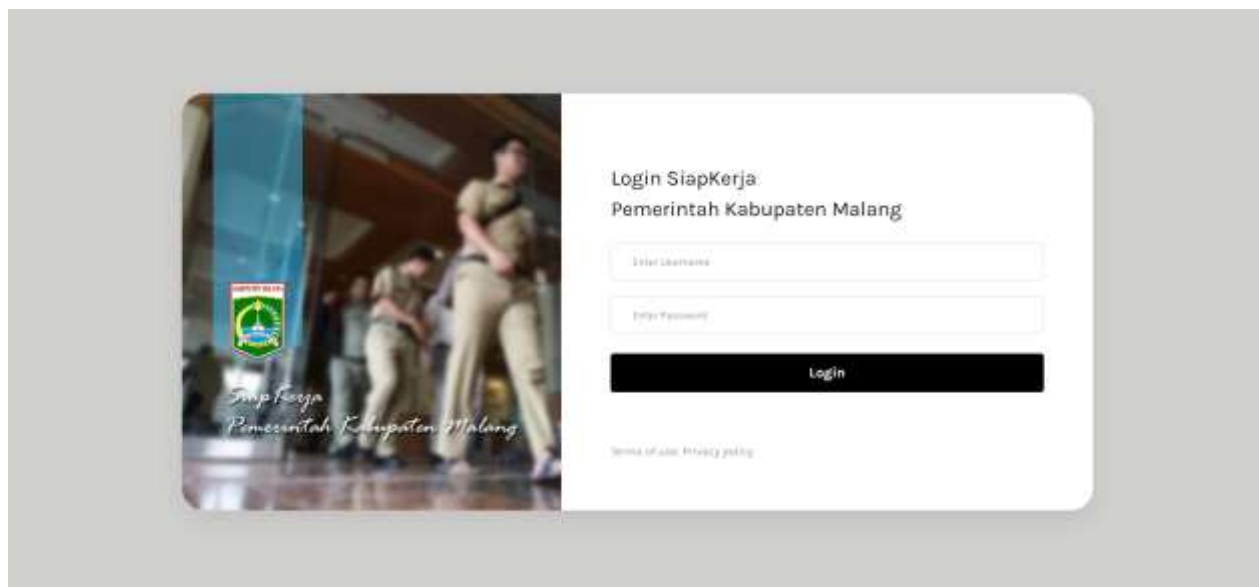 Siap Kerja
Pemerintah Kabupaten Malang
Login SiapKerja
Pemerintah Kabupaten Malang
Enter Username
Enter Password
Login
Terms of use. Privacy policy